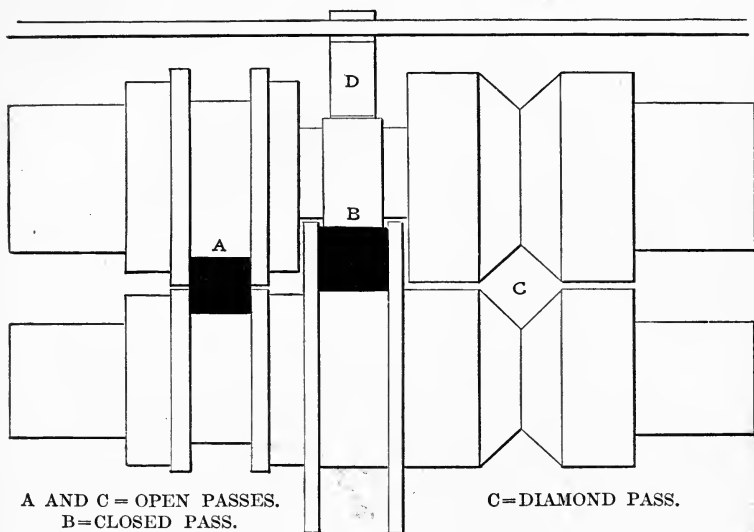 D
B
A
C
A AND C = OPEN PASSES.
B=CLOSED PASS.
C=DIAMOND PASS.